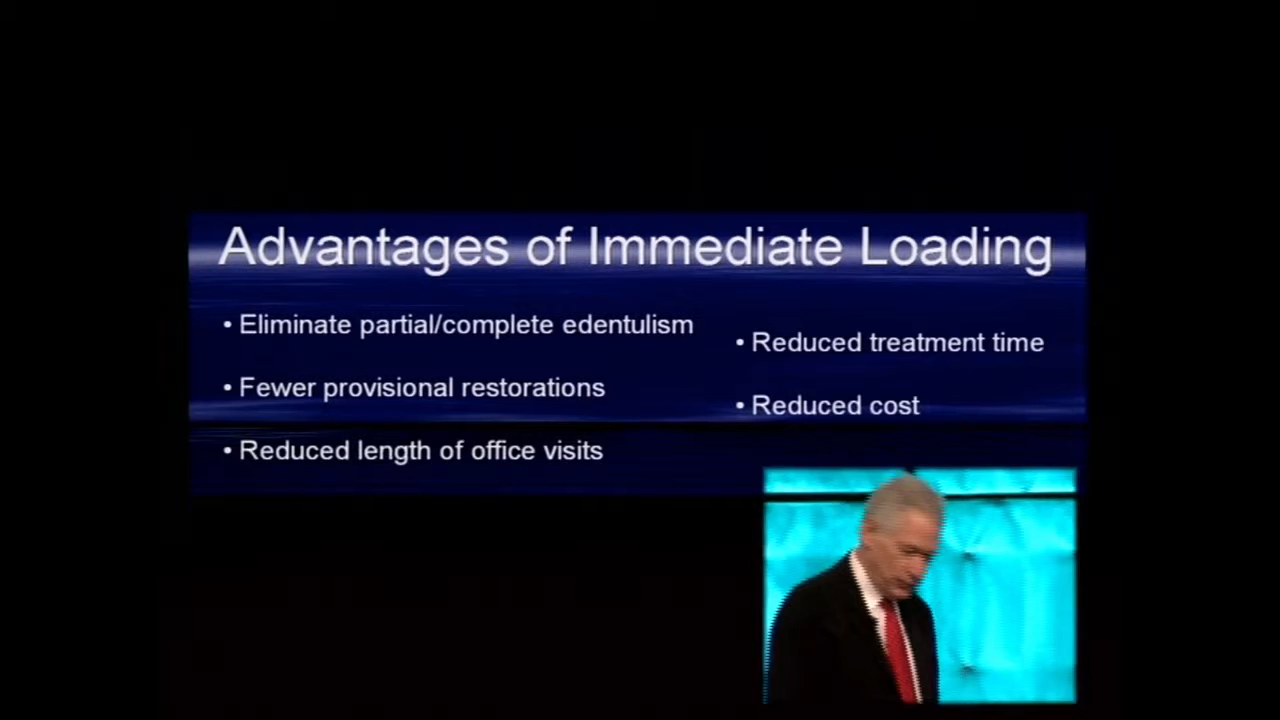 Advantages of Immediate Loading
• Eliminate partial/complete edentulism
• Fewer provisional restorations
• Reduced length of office visits
• Reduced treatment time
• Reduced cost